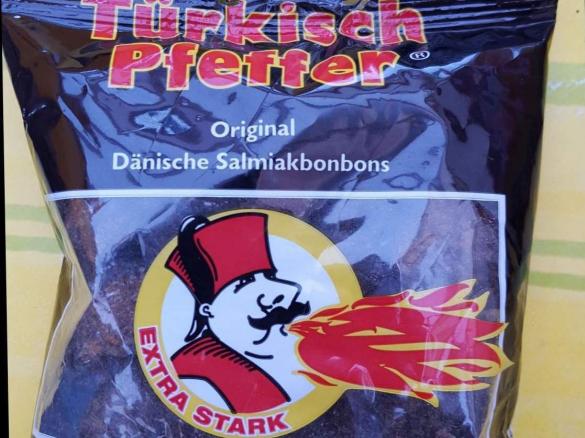 Türkisch
Pfeffer®
Original
Dänische Salmiakbonbons
EXTRA STARK